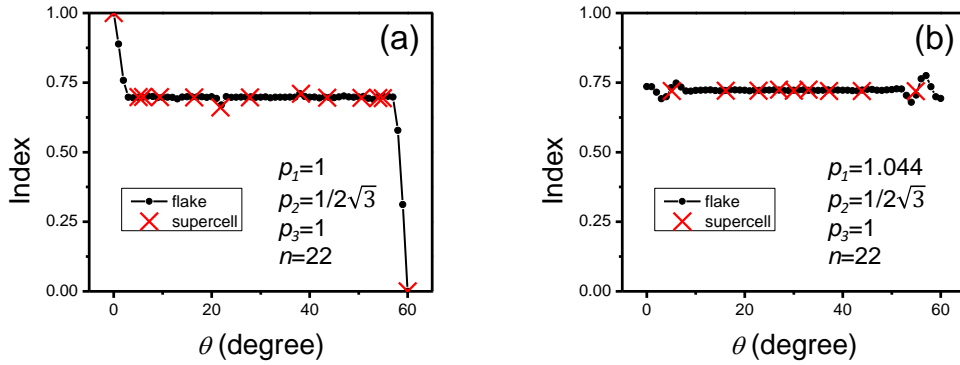 (a)
1.00
0.75
0.50
0.25
0.00
Index
flake
supercell
p₁=1
p₂=1/2√3
p₃=1
n=22
0
20
40
60
θ (degree)
(b)
1.00
0.75
0.50
0.25
0.00
Index
flake
supercell
p₁=1.044
p₂=1/2√3
p₃=1
n=22
0
20
40
60
θ (degree)